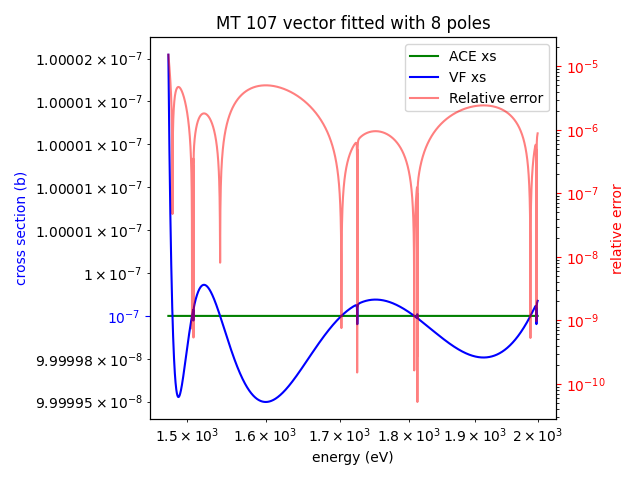 MT 107 vector fitted with 8 poles
ACE xs
VF xs
Relative error
1.00002 × 10⁻⁷
1.00001 × 10⁻⁷
1.00001 × 10⁻⁷
1.00001 × 10⁻⁷
1.00001 × 10⁻⁷
1 × 10⁻⁷
10⁻⁷
9.99998 × 10⁻⁸
9.99995 × 10⁻⁸
cross section (b)
10⁻⁵
10⁻⁶
10⁻⁷
10⁻⁸
10⁻⁹
10⁻¹⁰
relative error
1.5 × 10³ 1.6 × 10³ 1.7 × 10³ 1.8 × 10³ 1.9 × 10³ 2 × 10³
energy (eV)